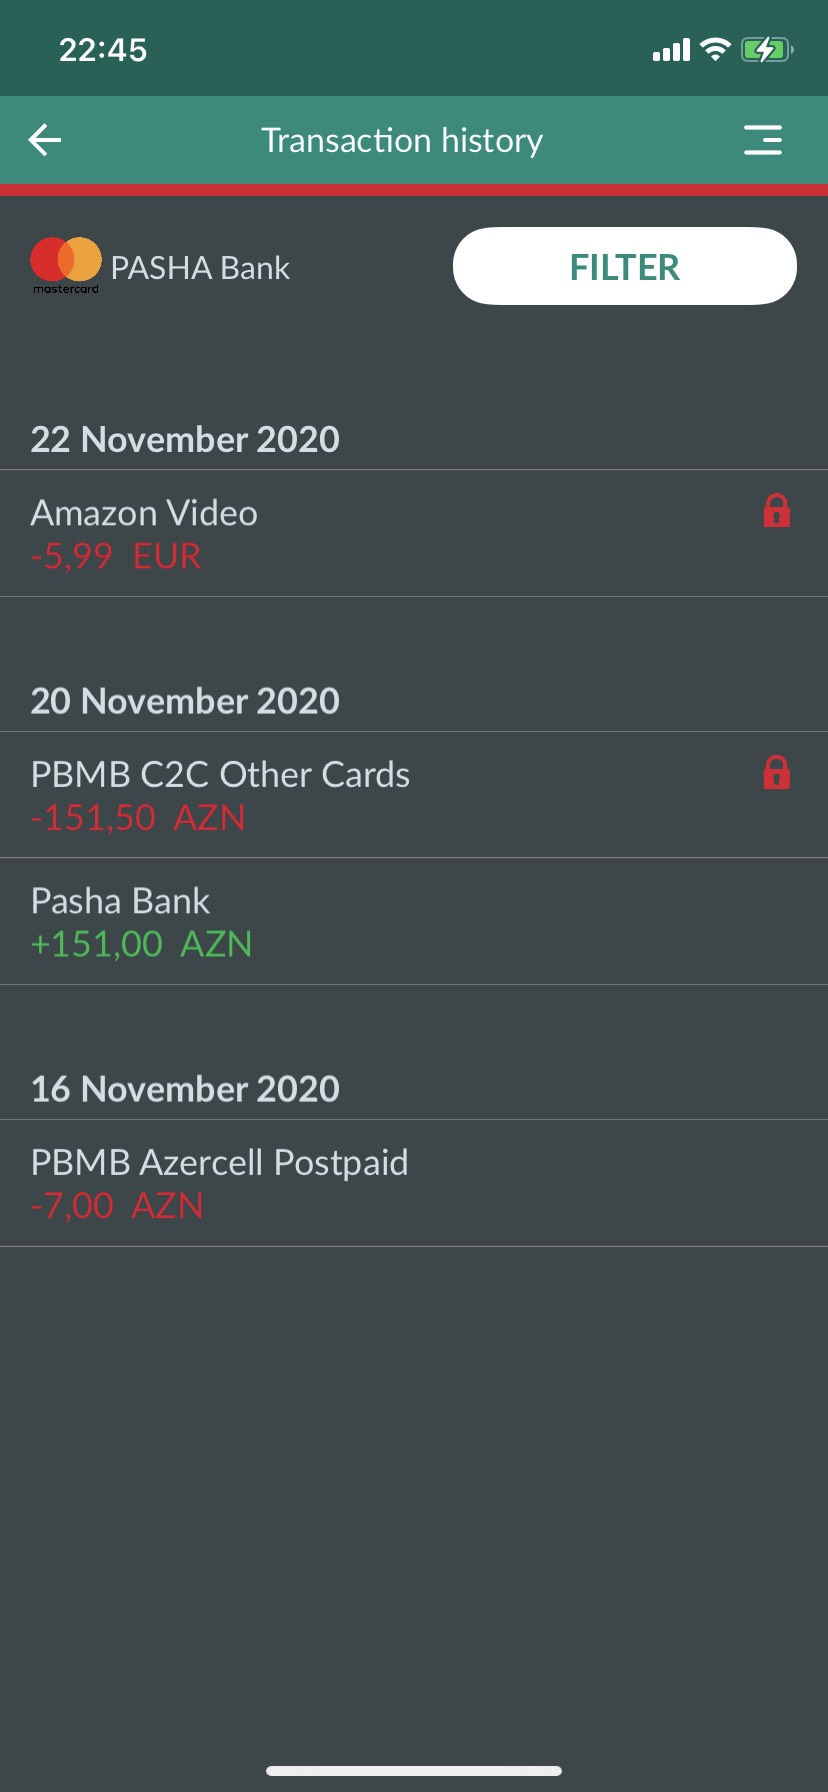 22:45
Transaction history
mastercard
PASHA Bank
FILTER
22 November 2020
Amazon Video
-5,99 EUR
20 November 2020
PBMB C2C Other Cards
-151,50 AZN
Pasha Bank
+151,00 AZN
16 November 2020
PBMB Azercell Postpaid
-7,00 AZN